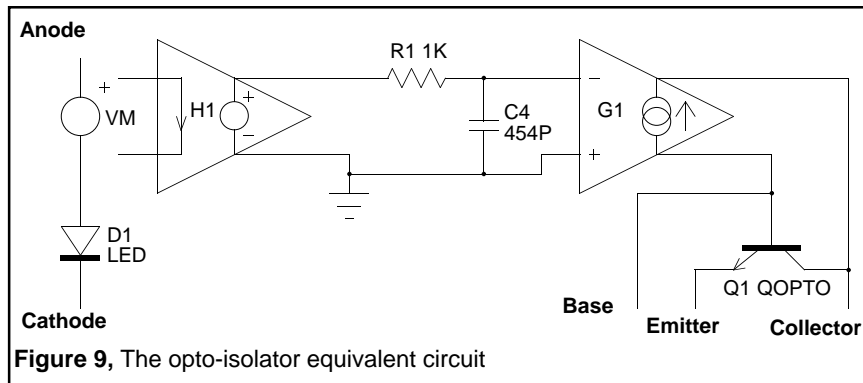 Anode
R1 1K
+
VM
H1
+
−
C4
454P
−
+
G1
D1
LED
Cathode
Base
Emitter
Q1 QOPTO
Collector
Figure 9, The opto-isolator equivalent circuit